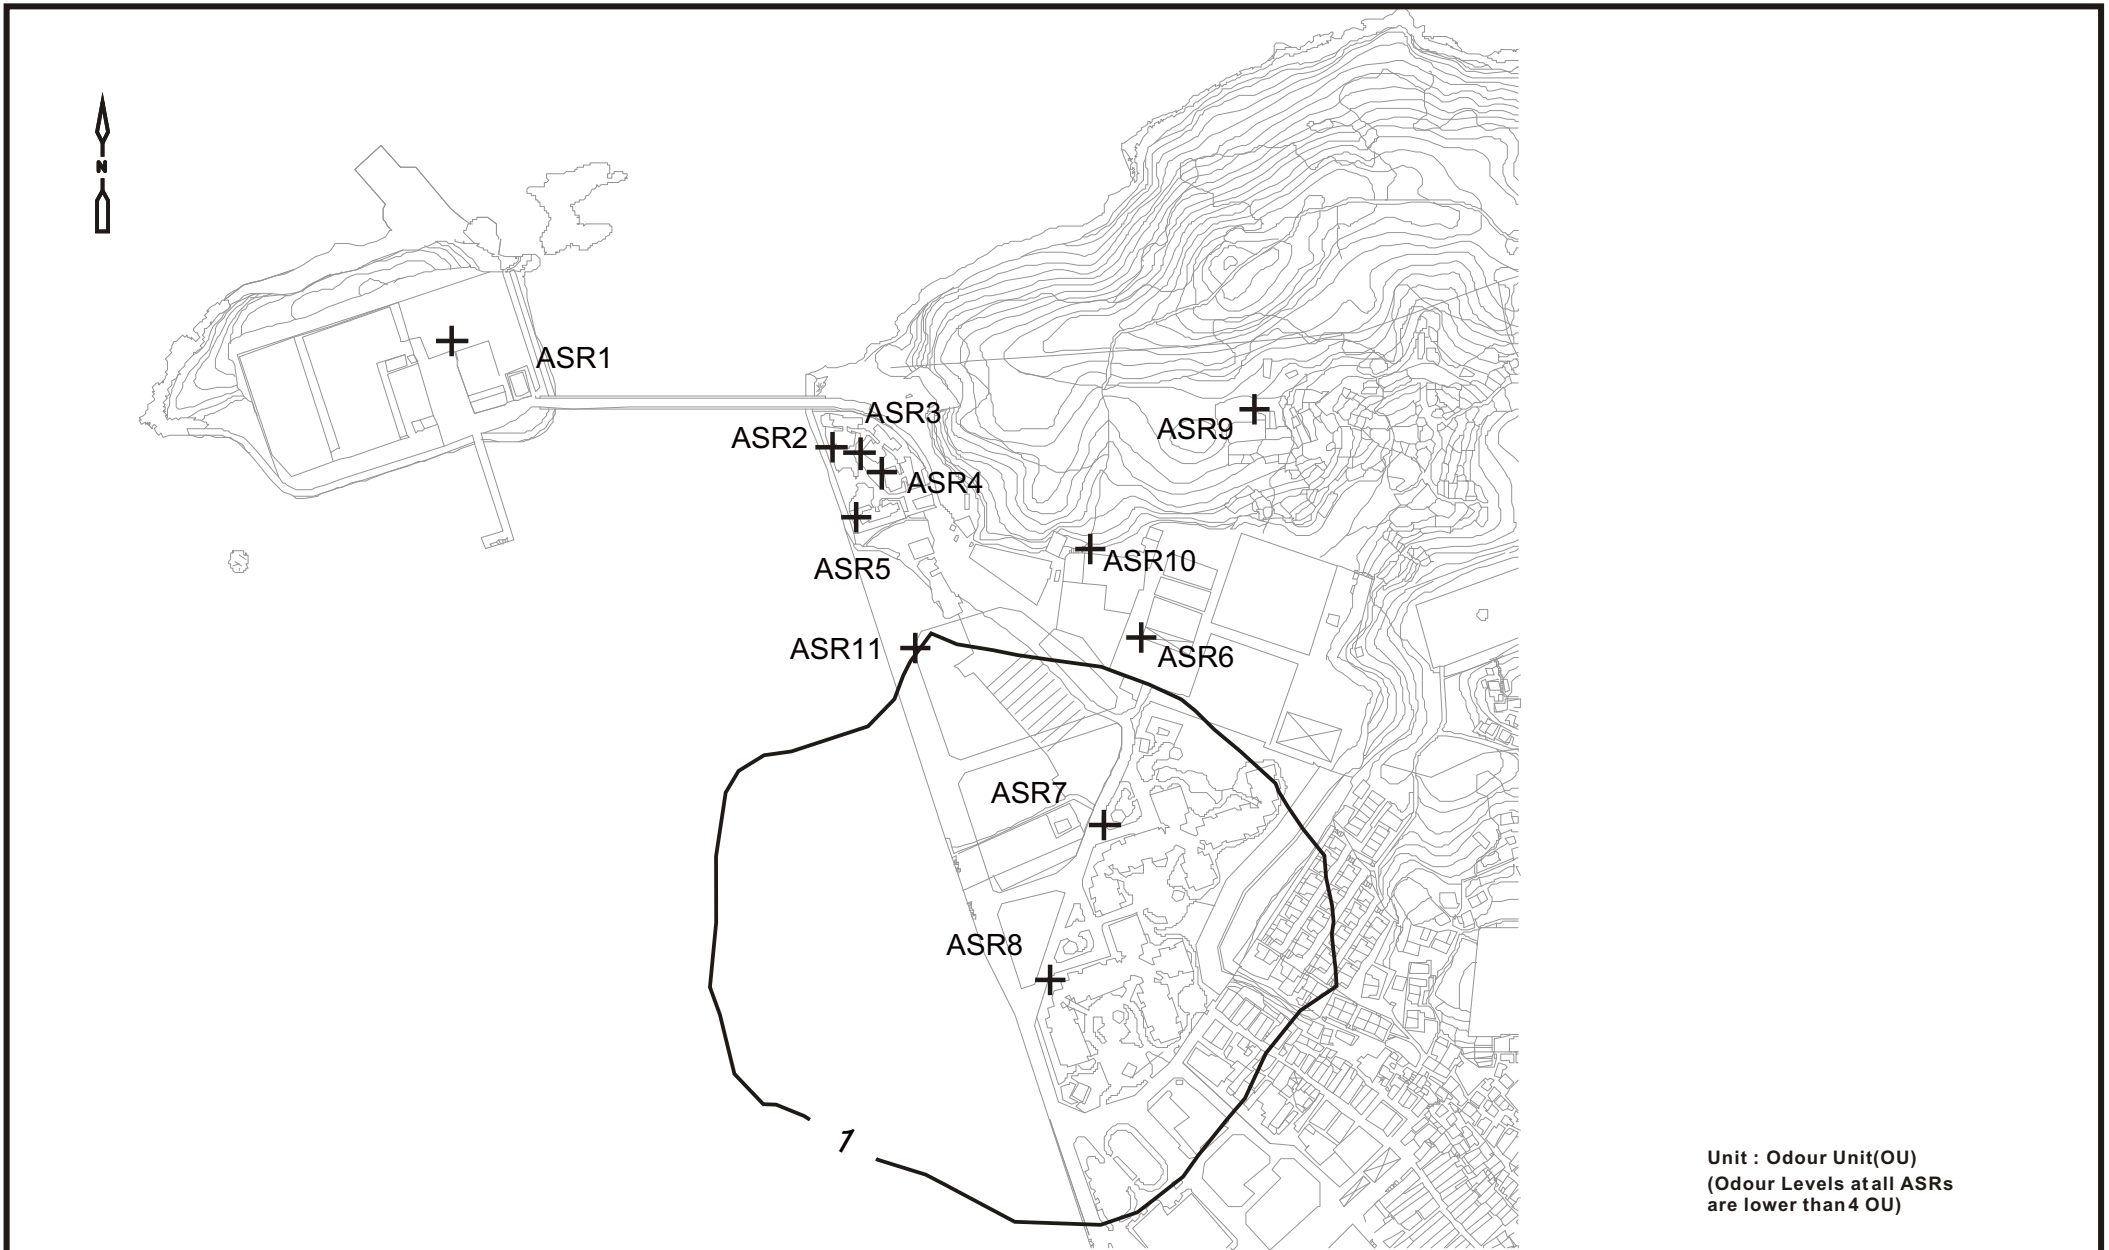 N
ASR1
ASR3
ASR2
ASR9
ASR4
ASR10
ASR5
ASR11
ASR6
ASR7
ASR8
1
Unit : Odour Unit(OU)
(Odour Levels at all ASRs
are lower than 4 OU)